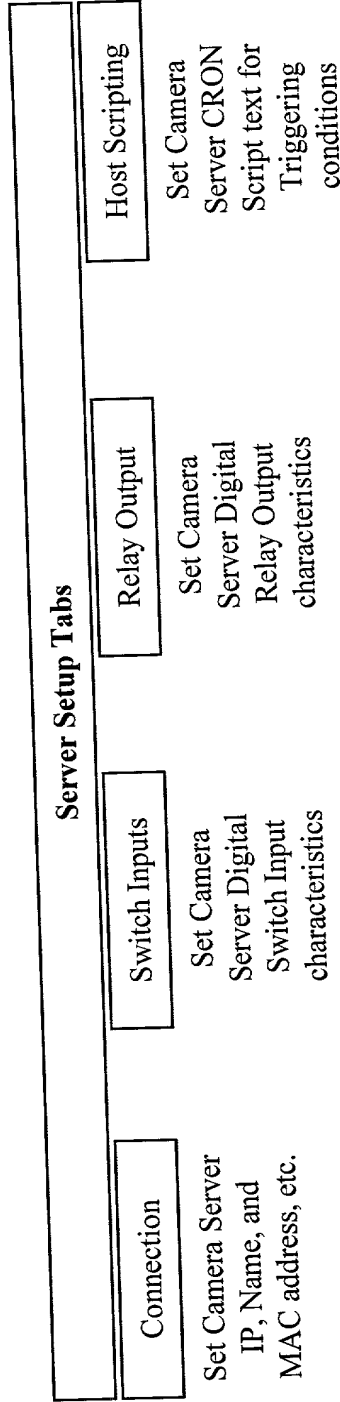 Server Setup Tabs
Connection
Set Camera Server
IP, Name, and
MAC address, etc.
Switch Inputs
Set Camera
Server Digital
Switch Input
characteristics
Relay Output
Set Camera
Server Digital
Relay Output
characteristics
Host Scripting
Set Camera
Server CRON
Script text for
Triggering
conditions